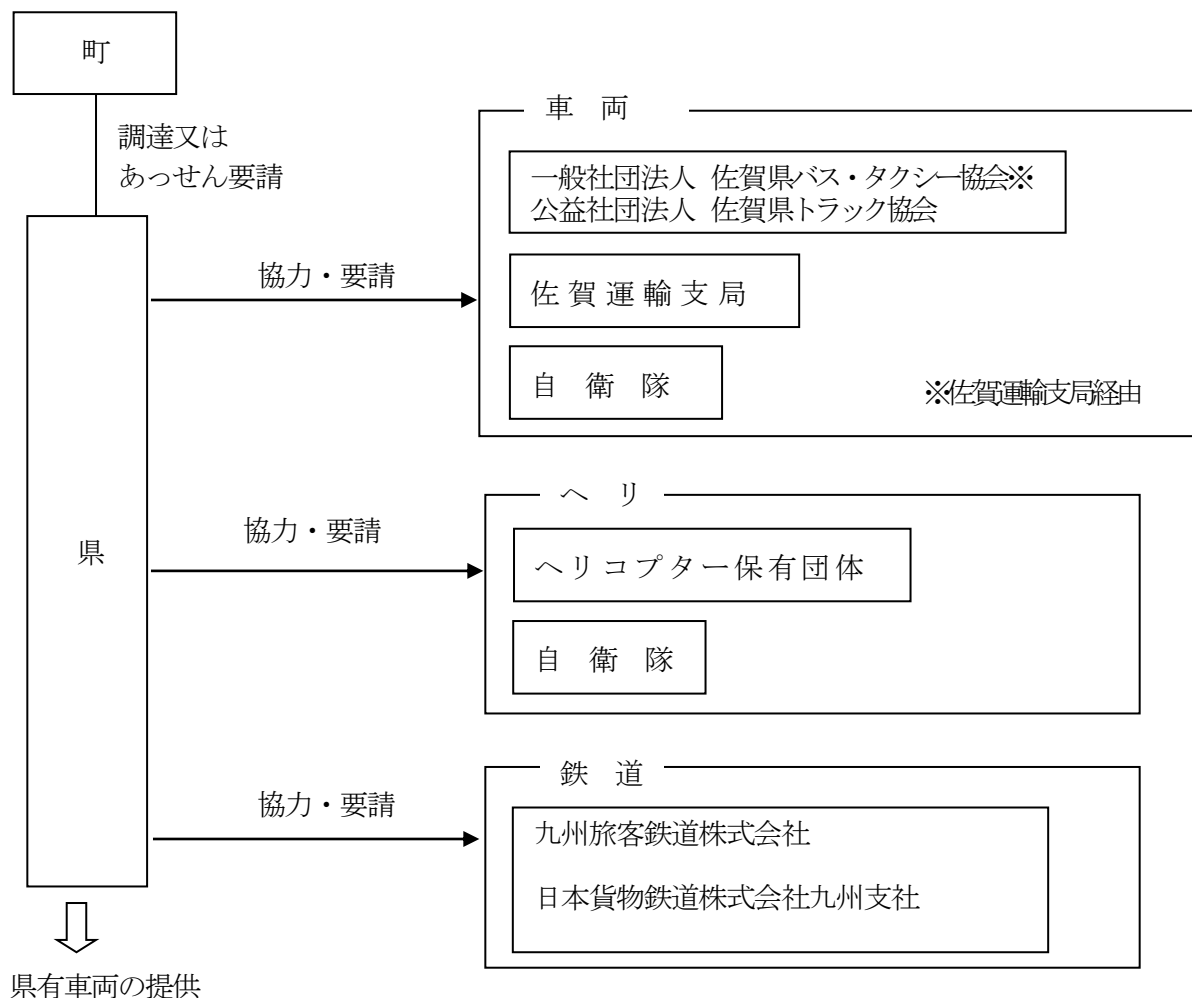 町
調達又は
あっせん要請
県
協力・要請
車　両
一般社団法人 佐賀県バス・タクシー協会※
公益社団法人 佐賀県トラック協会
佐賀運輸支局
自　衛　隊
※佐賀運輸支局経由
協力・要請
ヘ　リ
ヘリコプター保有団体
自　衛　隊
協力・要請
鉄　道
九州旅客鉄道株式会社
日本貨物鉄道株式会社九州支社
県有車両の提供